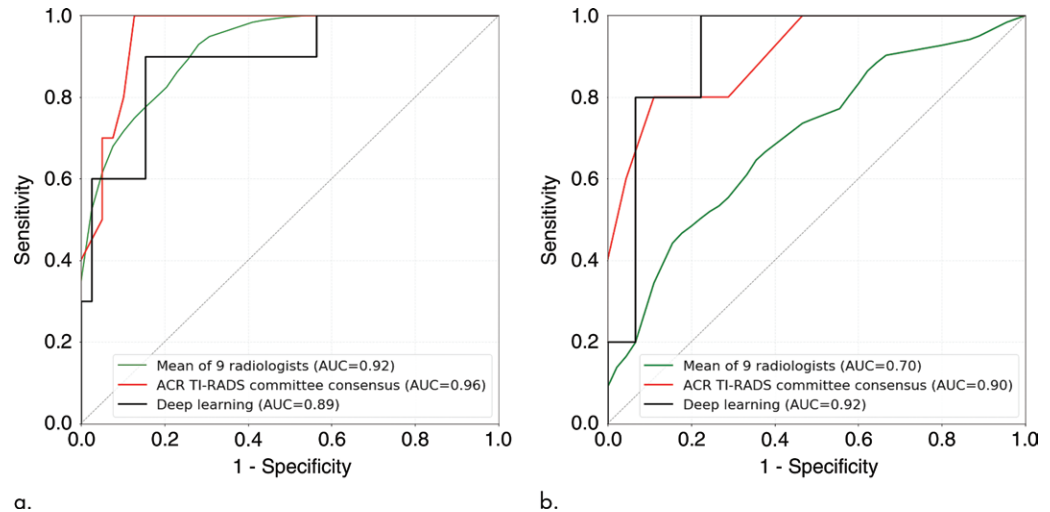 1.0
0.8
0.6
0.4
0.2
0.0
Sensitivity
Mean of 9 radiologists (AUC=0.92)
ACR TI-RADS committee consensus (AUC=0.96)
Deep learning (AUC=0.89)
0.0 0.2 0.4 0.6 0.8 1.0
1 - Specificity
a.
1.0
0.8
0.6
0.4
0.2
0.0
Sensitivity
Mean of 9 radiologists (AUC=0.70)
ACR TI-RADS committee consensus (AUC=0.90)
Deep learning (AUC=0.92)
0.0 0.2 0.4 0.6 0.8 1.0
1 - Specificity
b.